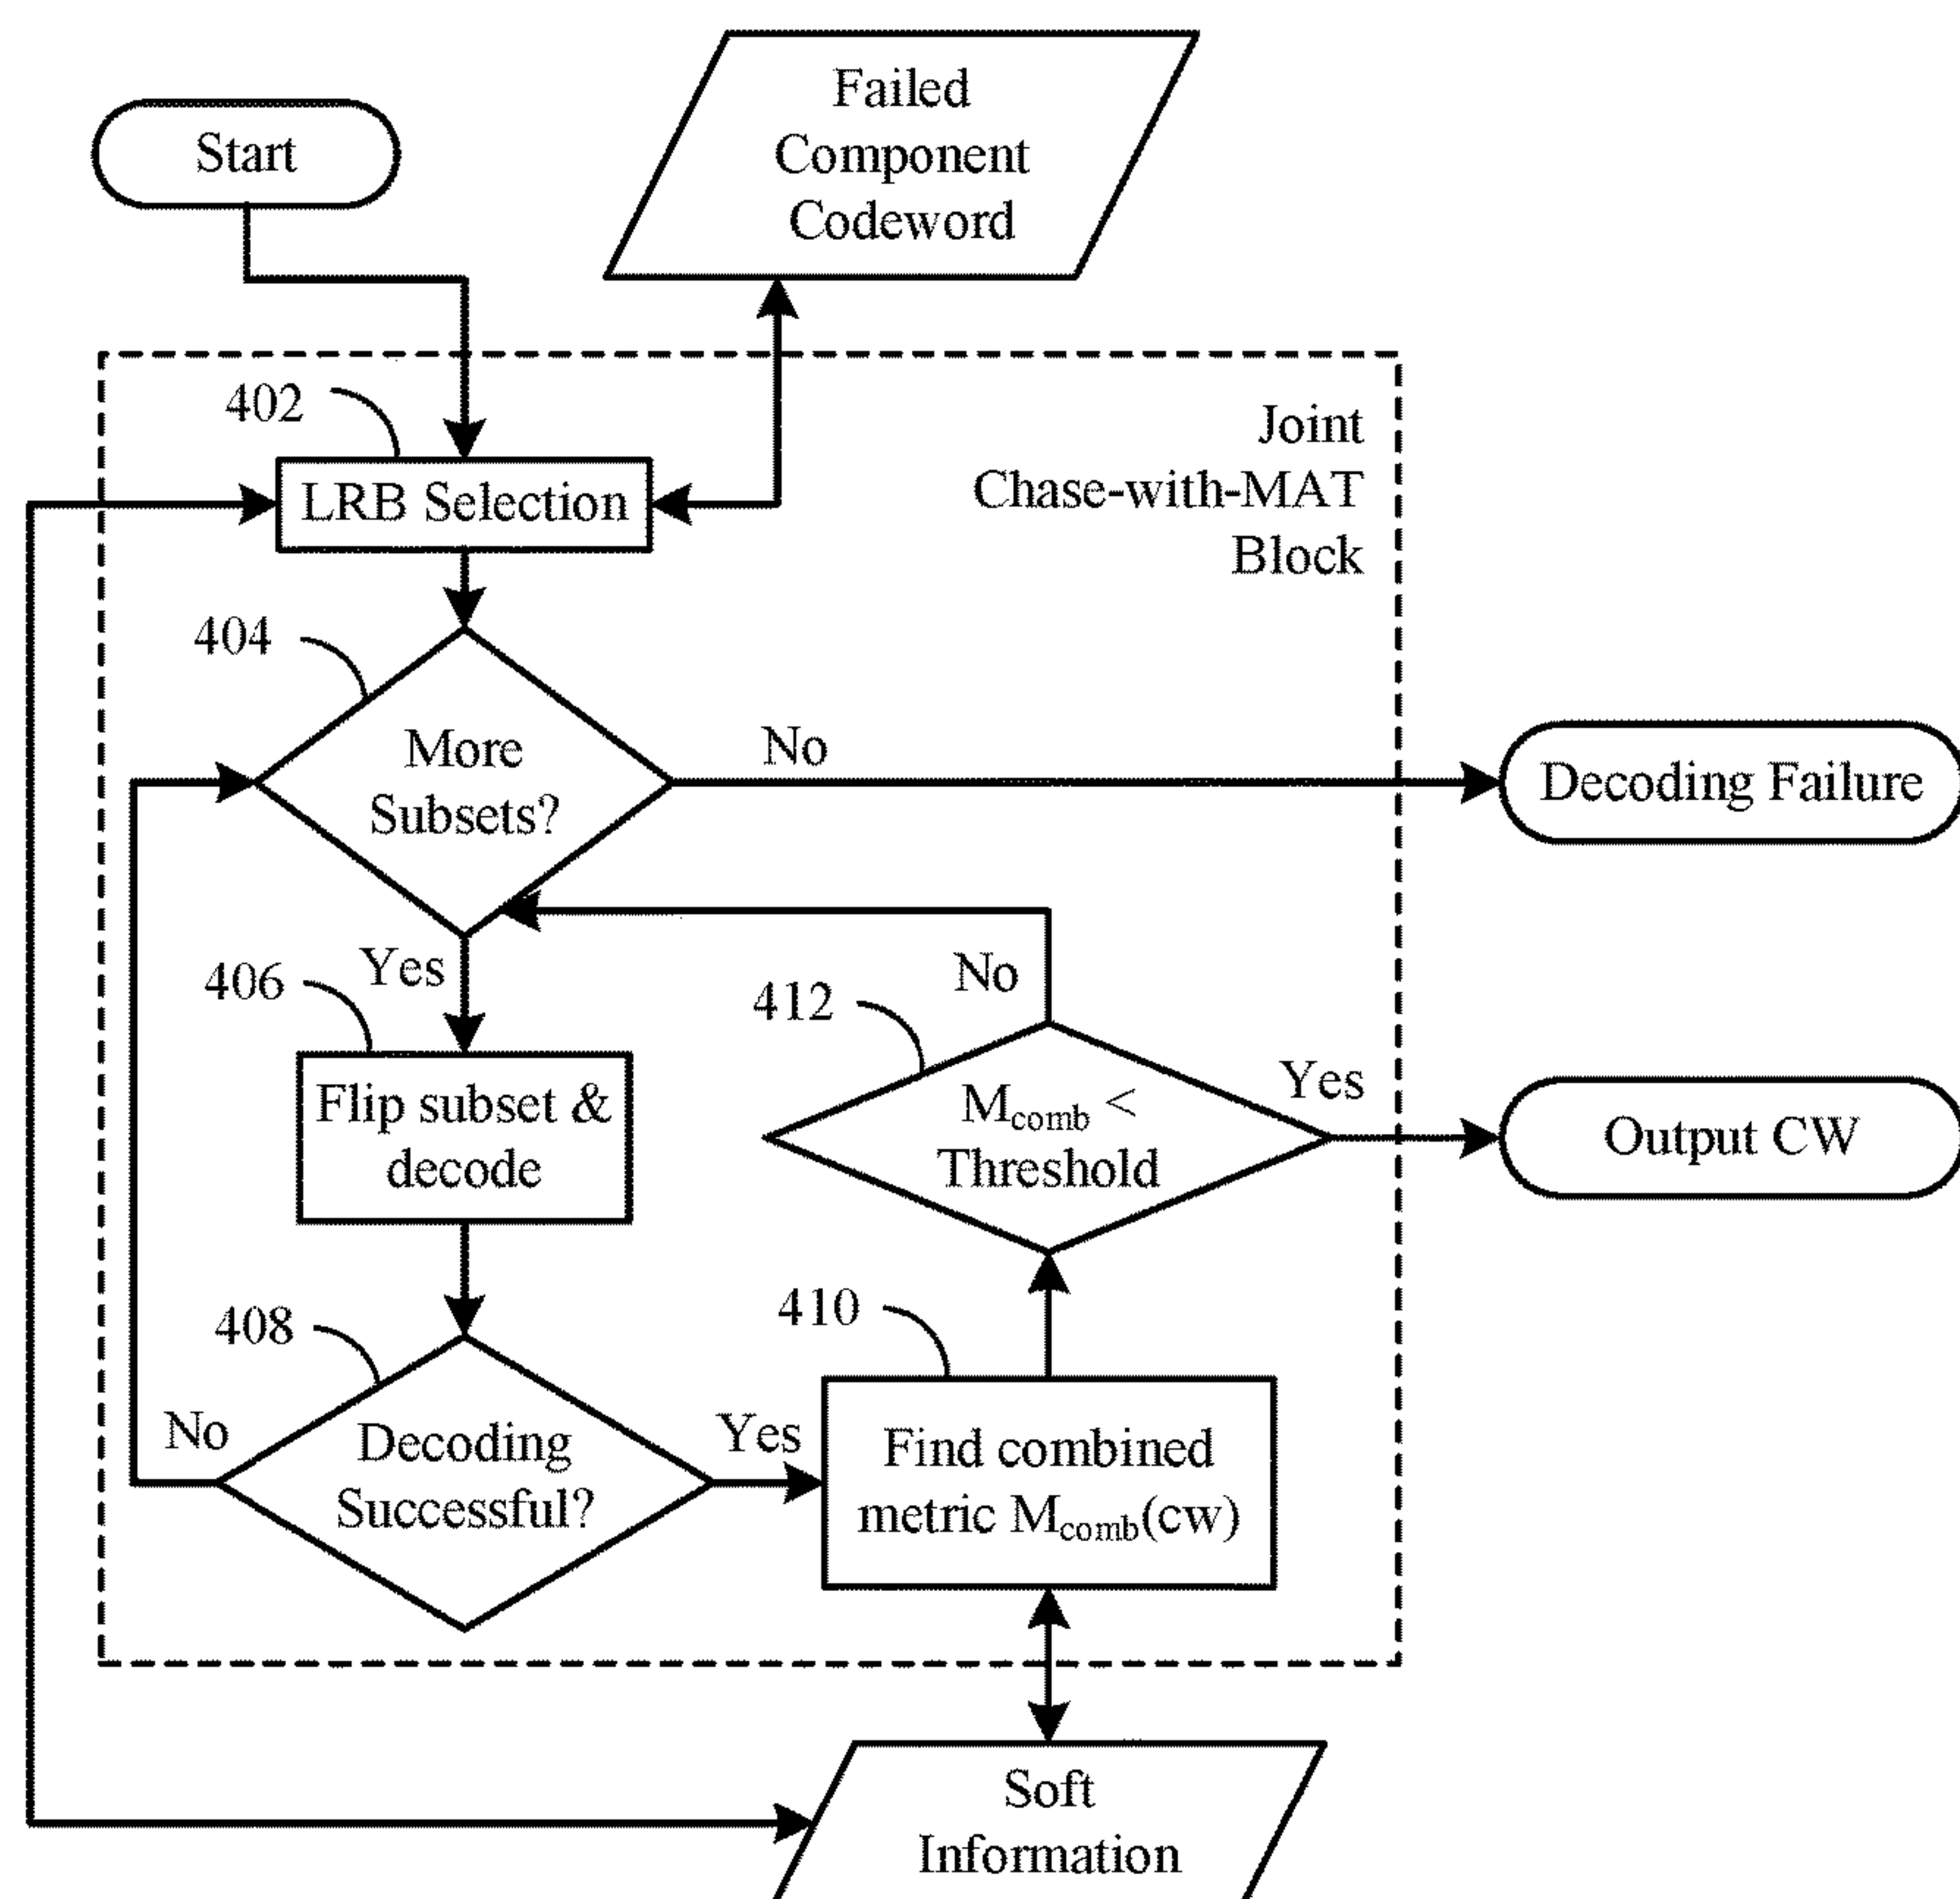 Start
Failed
Component
Codeword
402
Joint
Chase-with-MAT
Block
LRB Selection
404
More
Subsets?
No
Decoding Failure
Yes
406
Flip subset &
decode
No
412
M_comb <
Threshold
Yes
Output CW
408
Decoding
Successful?
No
Yes
410
Find combined
metric M_comb(cw)
Soft
Information